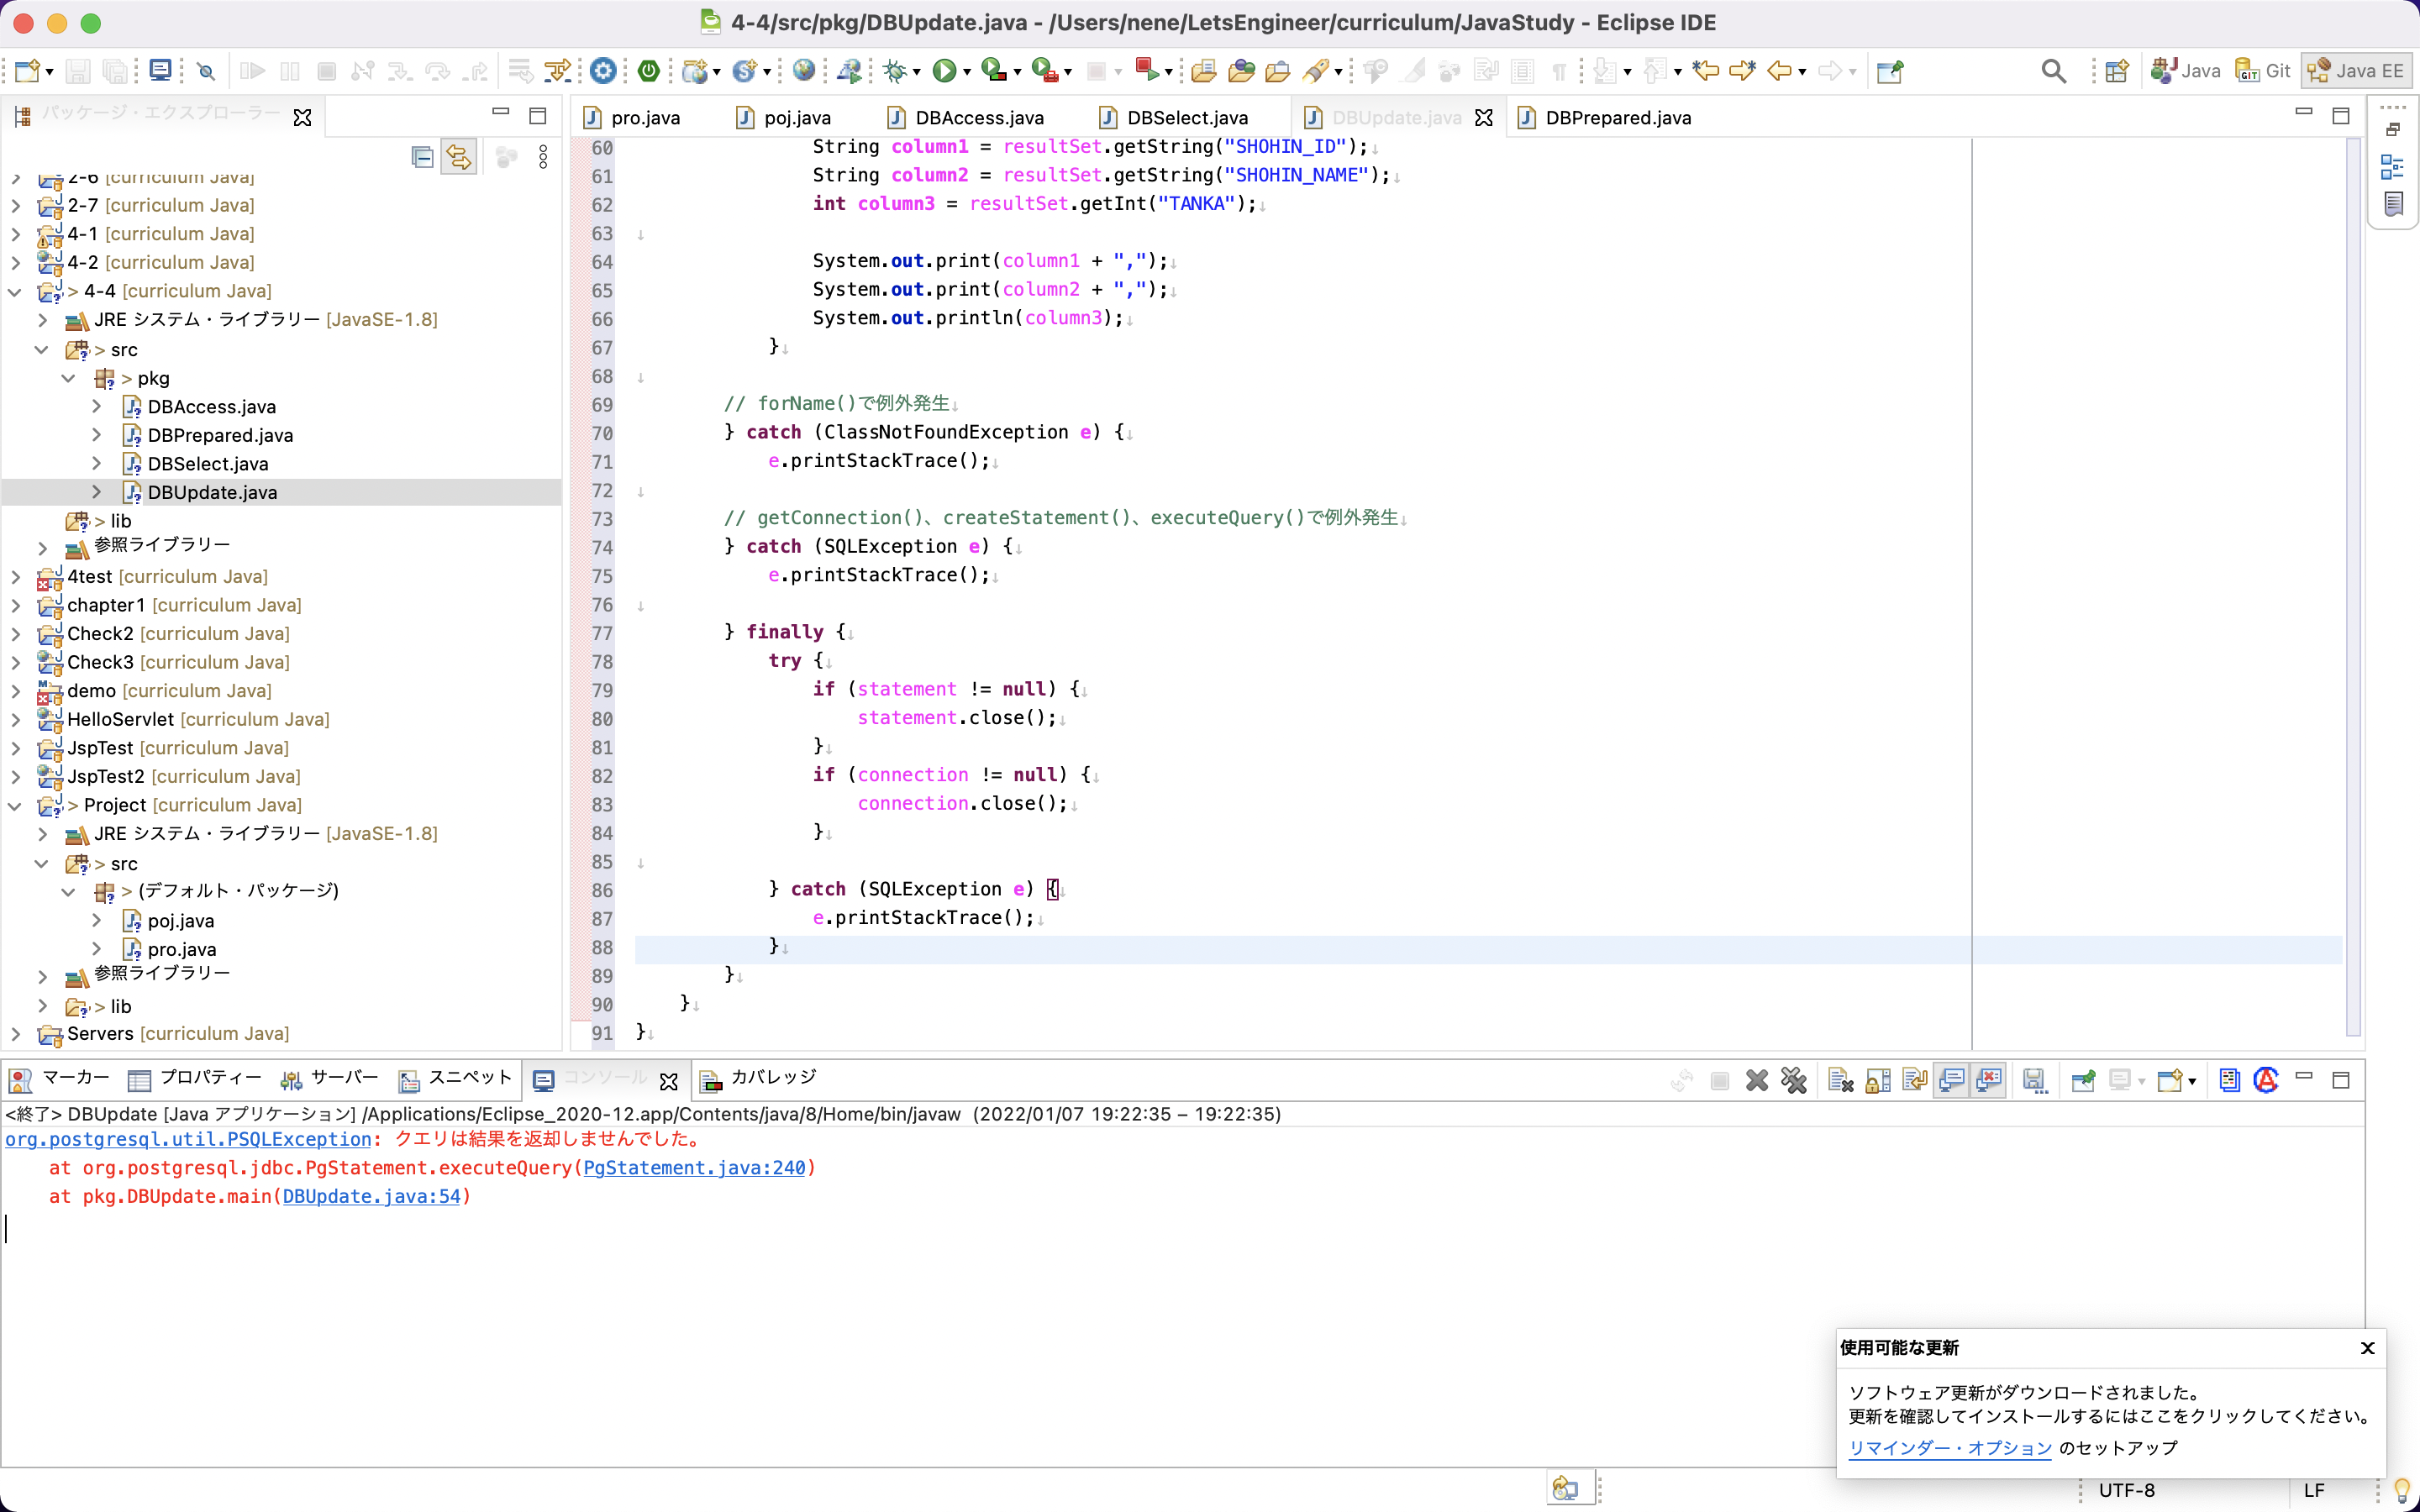 4-4/src/pkg/DBUpdate.java - /Users/nene/LetsEngineer/curriculum/JavaStudy - Eclipse IDE
Java
Git
Java EE
パッケージ・エクスプローラー
2-6 [curriculum Java]
2-7 [curriculum Java]
4-1 [curriculum Java]
4-2 [curriculum Java]
> 4-4 [curriculum Java]
JRE システム・ライブラリー [JavaSE-1.8]
> src
> pkg
DBAccess.java
DBPrepared.java
DBSelect.java
DBUpdate.java
> lib
参照ライブラリー
4test [curriculum Java]
chapter1 [curriculum Java]
Check2 [curriculum Java]
Check3 [curriculum Java]
demo [curriculum Java]
HelloServlet [curriculum Java]
JspTest [curriculum Java]
JspTest2 [curriculum Java]
> Project [curriculum Java]
JRE システム・ライブラリー [JavaSE-1.8]
> src
> (デフォルト・パッケージ)
poj.java
pro.java
参照ライブラリー
> lib
Servers [curriculum Java]
pro.java poj.java DBAccess.java DBSelect.java DBUpdate.java DBPrepared.java
60 String column1 = resultSet.getString("SHOHIN_ID");↓
61 String column2 = resultSet.getString("SHOHIN_NAME");↓
62 int column3 = resultSet.getInt("TANKA");↓
63 ↓
64 System.out.print(column1 + ",");↓
65 System.out.print(column2 + ",");↓
66 System.out.println(column3);↓
67 }↓
68 ↓
69 // forName()で例外発生↓
70 } catch (ClassNotFoundException e) {↓
71 e.printStackTrace();↓
72 ↓
73 // getConnection()、createStatement()、executeQuery()で例外発生↓
74 } catch (SQLException e) {↓
75 e.printStackTrace();↓
76 ↓
77 } finally {↓
78 try {↓
79 if (statement != null) {↓
80 statement.close();↓
81 }↓
82 if (connection != null) {↓
83 connection.close();↓
84 }↓
85 ↓
86 } catch (SQLException e) {↓
87 e.printStackTrace();↓
88 }↓
89 }↓
90 }↓
91 }↓
マーカー プロパティー サーバー スニペット コンソール カバレッジ
<終了> DBUpdate [Java アプリケーション] /Applications/Eclipse_2020-12.app/Contents/java/8/Home/bin/javaw (2022/01/07 19:22:35 – 19:22:35)
org.postgresql.util.PSQLException: クエリは結果を返却しませんでした。
at org.postgresql.jdbc.PgStatement.executeQuery(PgStatement.java:240)
at pkg.DBUpdate.main(DBUpdate.java:54)
使用可能な更新
ソフトウェア更新がダウンロードされました。
更新を確認してインストールするにはここをクリックしてください。
リマインダー・オプション のセットアップ
UTF-8
LF